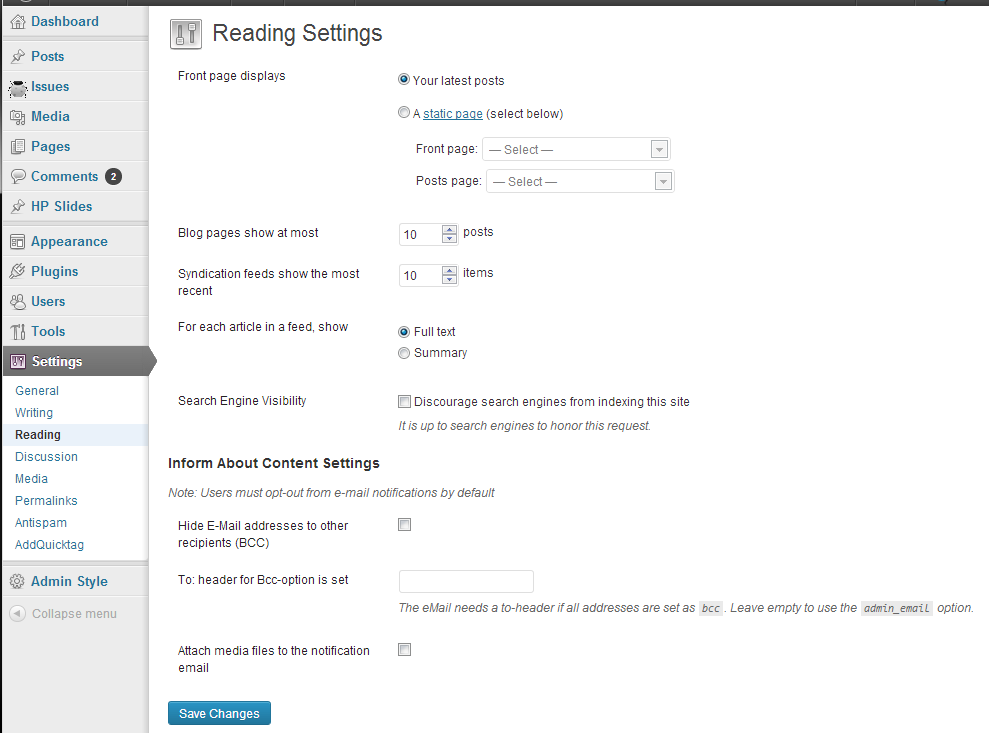 Dashboard
Posts
Issues
Media
Pages
Comments 2
HP Slides
Appearance
Plugins
Users
Tools
Settings
General
Writing
Reading
Discussion
Media
Permalinks
Antispam
AddQuicktag
Admin Style
Collapse menu
Reading Settings
Front page displays
Your latest posts
A static page (select below)
Front page: — Select —
Posts page: — Select —
Blog pages show at most 10 posts
Syndication feeds show the most
recent
10 items
For each article in a feed, show
Full text
Summary
Search Engine Visibility
Discourage search engines from indexing this site
It is up to search engines to honor this request.
Inform About Content Settings
Note: Users must opt-out from e-mail notifications by default
Hide E-Mail addresses to other
recipients (BCC)
To: header for Bcc-option is set
The eMail needs a to-header if all addresses are set as bcc. Leave empty to use the admin_email option.
Attach media files to the notification
email
Save Changes